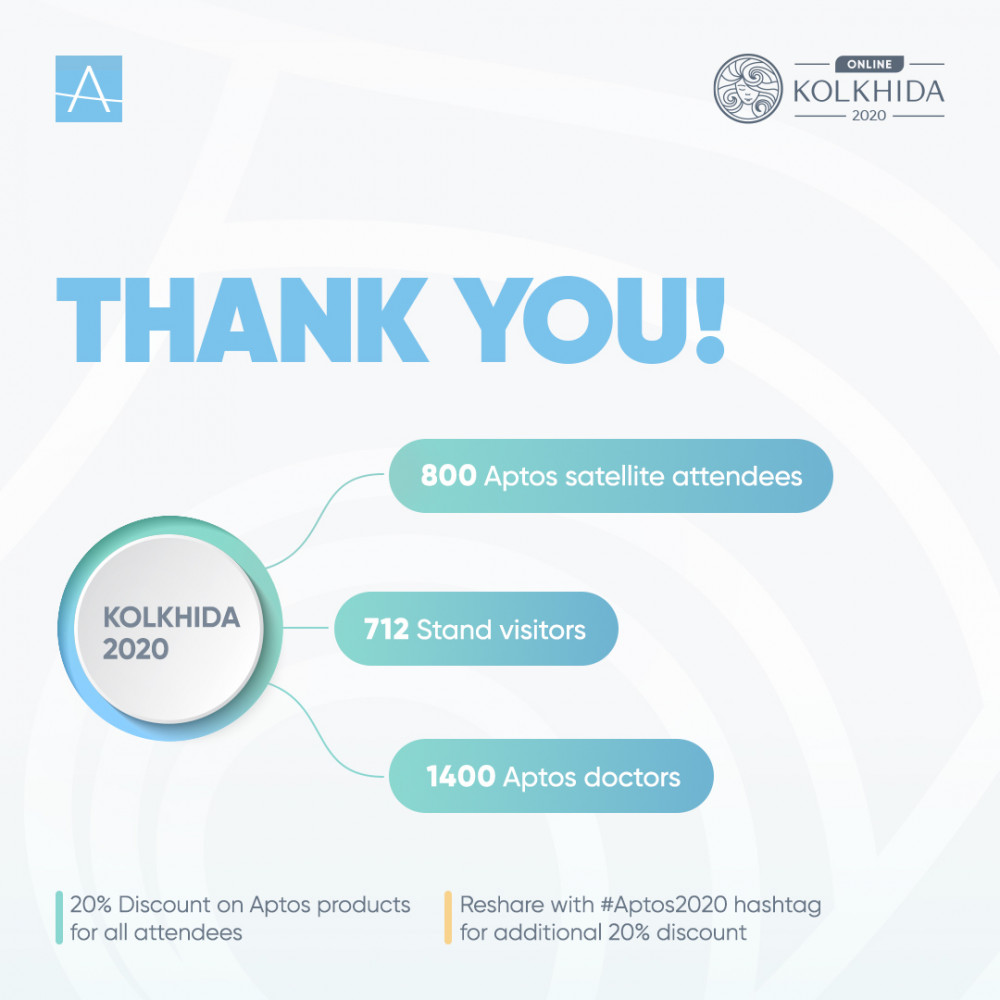 A
ONLINE
KOLKHIDA
2020
THANK YOU!
800 Aptos satellite attendees
KOLKHIDA
2020
712 Stand visitors
1400 Aptos doctors
20% Discount on Aptos products
for all attendees
Reshare with #Aptos2020 hashtag
for additional 20% discount